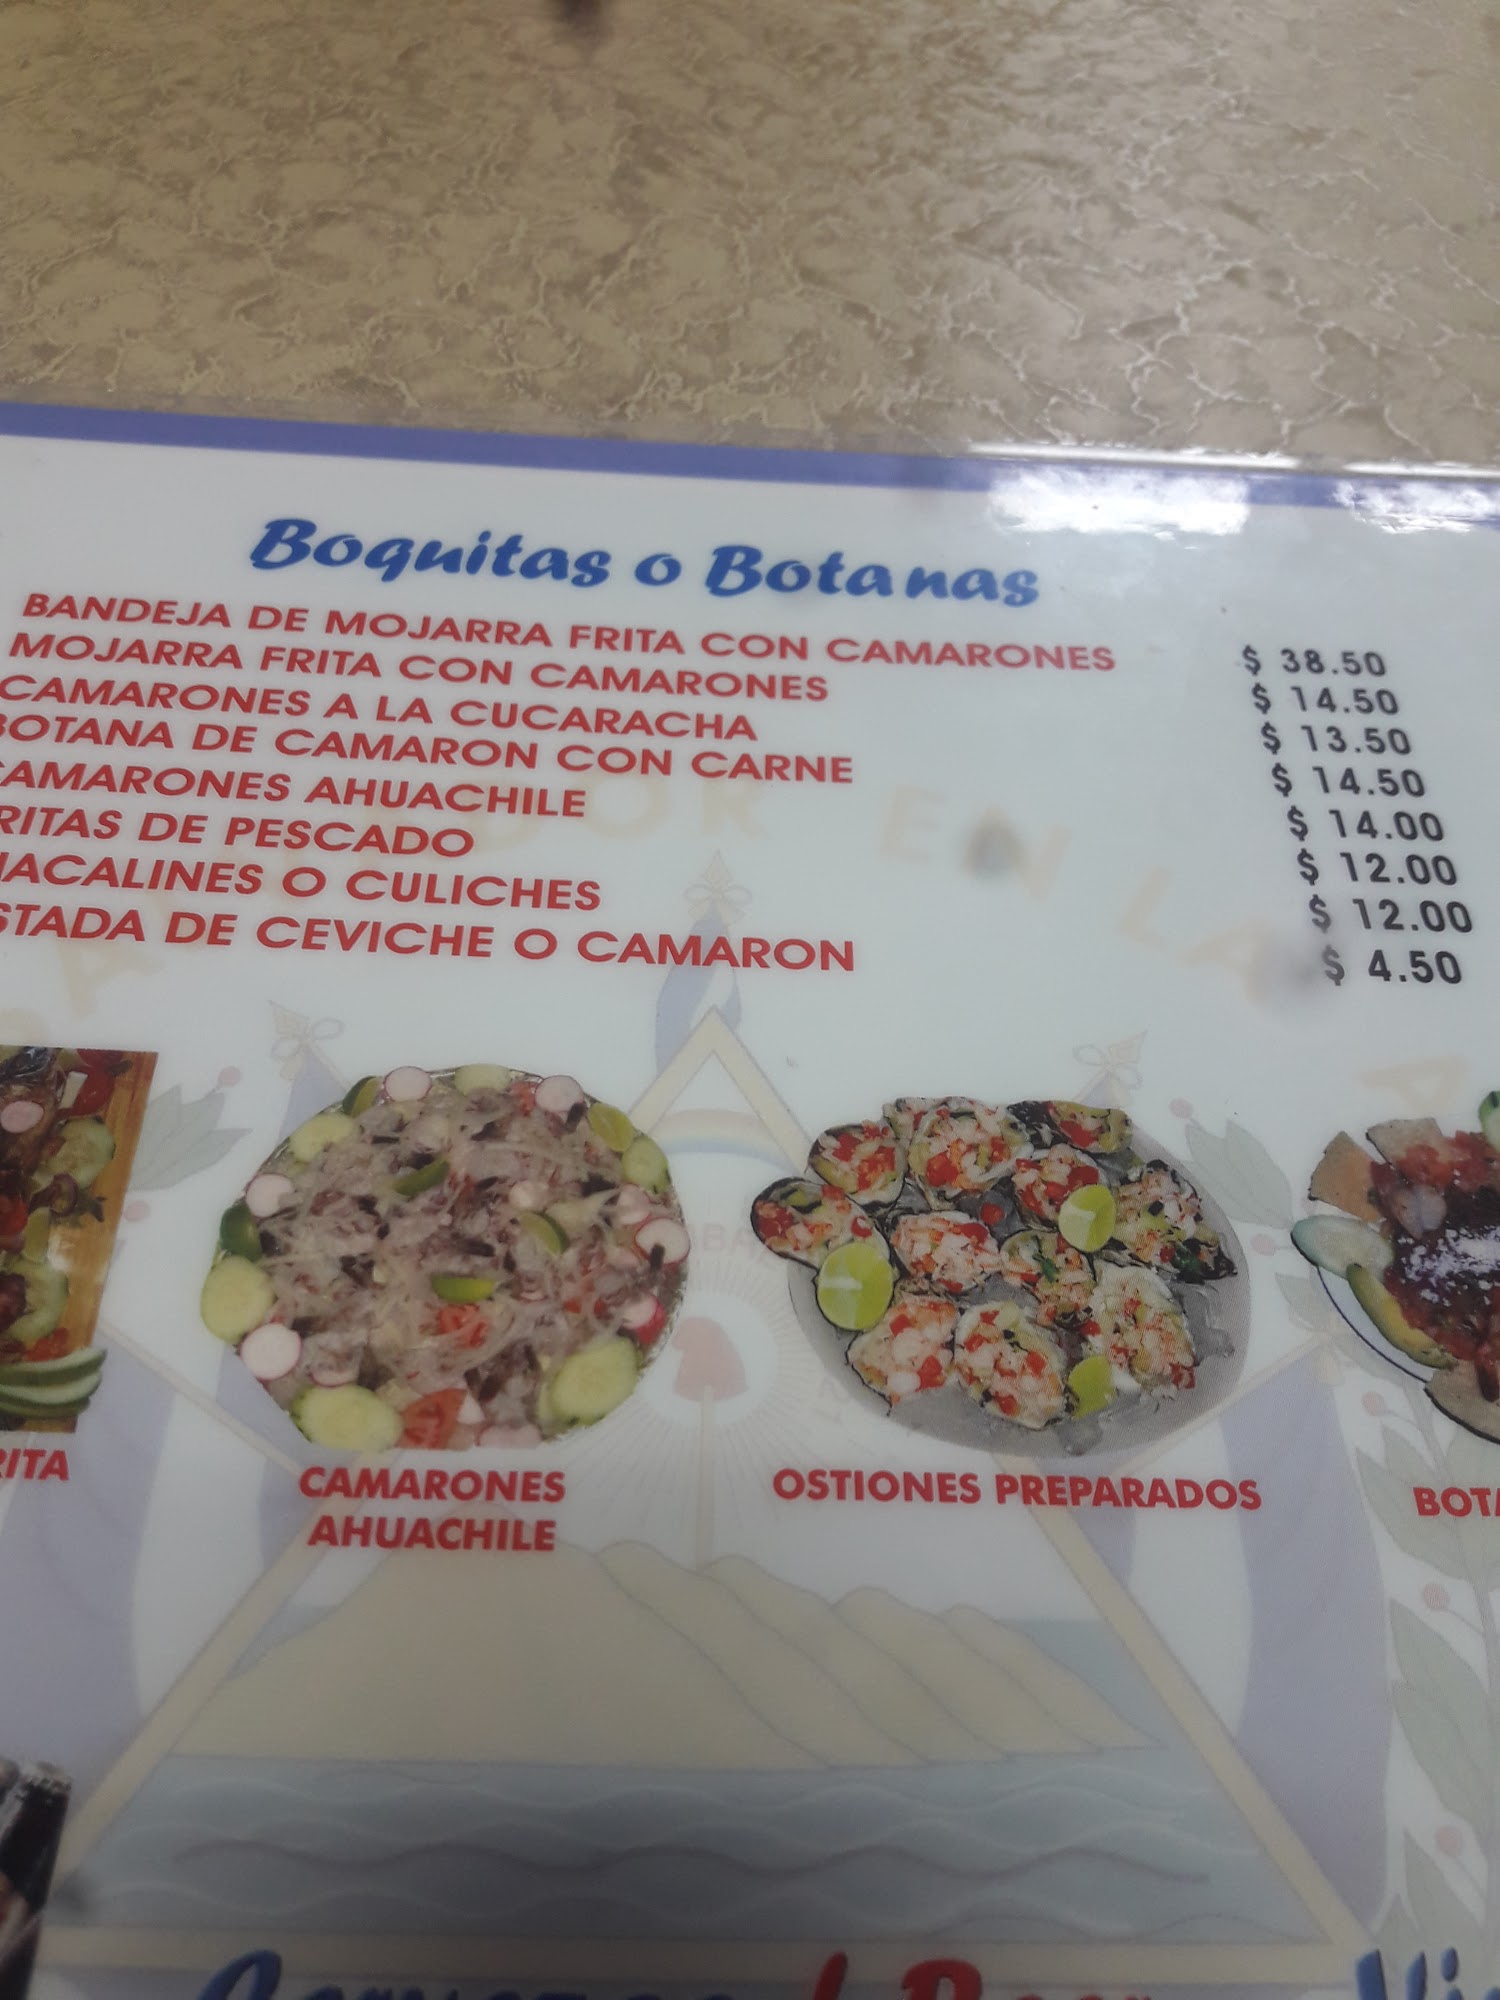 Boquitas o Botanas
BANDEJA DE MOJARRA FRITA CON CAMARONES $ 38.50
MOJARRA FRITA CON CAMARONES $ 14.50
CAMARONES A LA CUCARACHA $ 13.50
BOTANA DE CAMARON CON CARNE $ 14.50
CAMARONES AHUACHILE $ 14.00
RITAS DE PESCADO $ 12.00
ACALINES O CULICHES $ 12.00
STADA DE CEVICHE O CAMARON $ 4.50
RITA
CAMARONES
AHUACHILE
OSTIONES PREPARADOS
BOTA